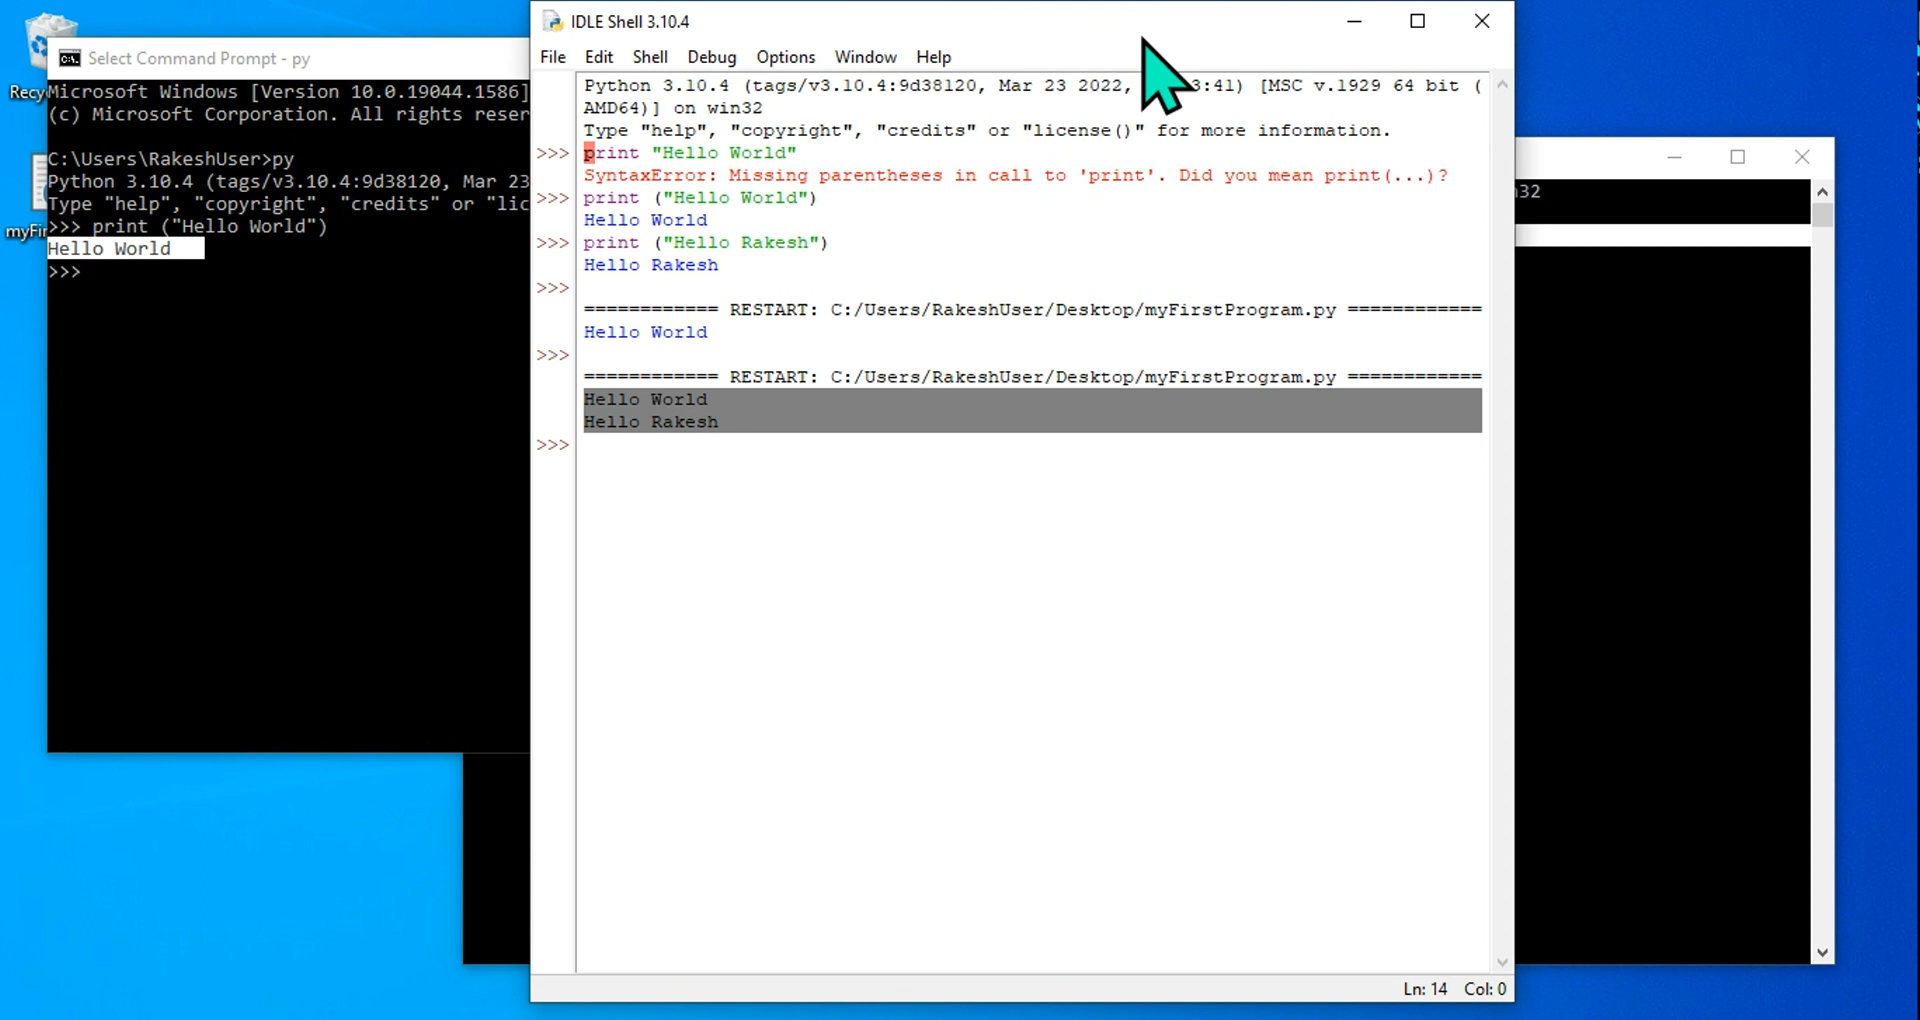 Recy
myFir
Select Command Prompt - py
Microsoft Windows [Version 10.0.19044.1586]
(c) Microsoft Corporation. All rights reser
C:\Users\RakeshUser>py
Python 3.10.4 (tags/v3.10.4:9d38120, Mar 23
Type "help", "copyright", "credits" or "lic
>>> print ("Hello World")
Hello World
>>>
IDLE Shell 3.10.4
File Edit Shell Debug Options Window Help
Python 3.10.4 (tags/v3.10.4:9d38120, Mar 23 2022, 3:41) [MSC v.1929 64 bit (
AMD64)] on win32
Type "help", "copyright", "credits" or "license()" for more information.
>>> print "Hello World"
SyntaxError: Missing parentheses in call to 'print'. Did you mean print(...)?
>>> print ("Hello World")
Hello World
>>> print ("Hello Rakesh")
Hello Rakesh
>>>
============ RESTART: C:/Users/RakeshUser/Desktop/myFirstProgram.py ============
Hello World
>>>
============ RESTART: C:/Users/RakeshUser/Desktop/myFirstProgram.py ============
Hello World
Hello Rakesh
>>>
Ln: 14 Col: 0
32